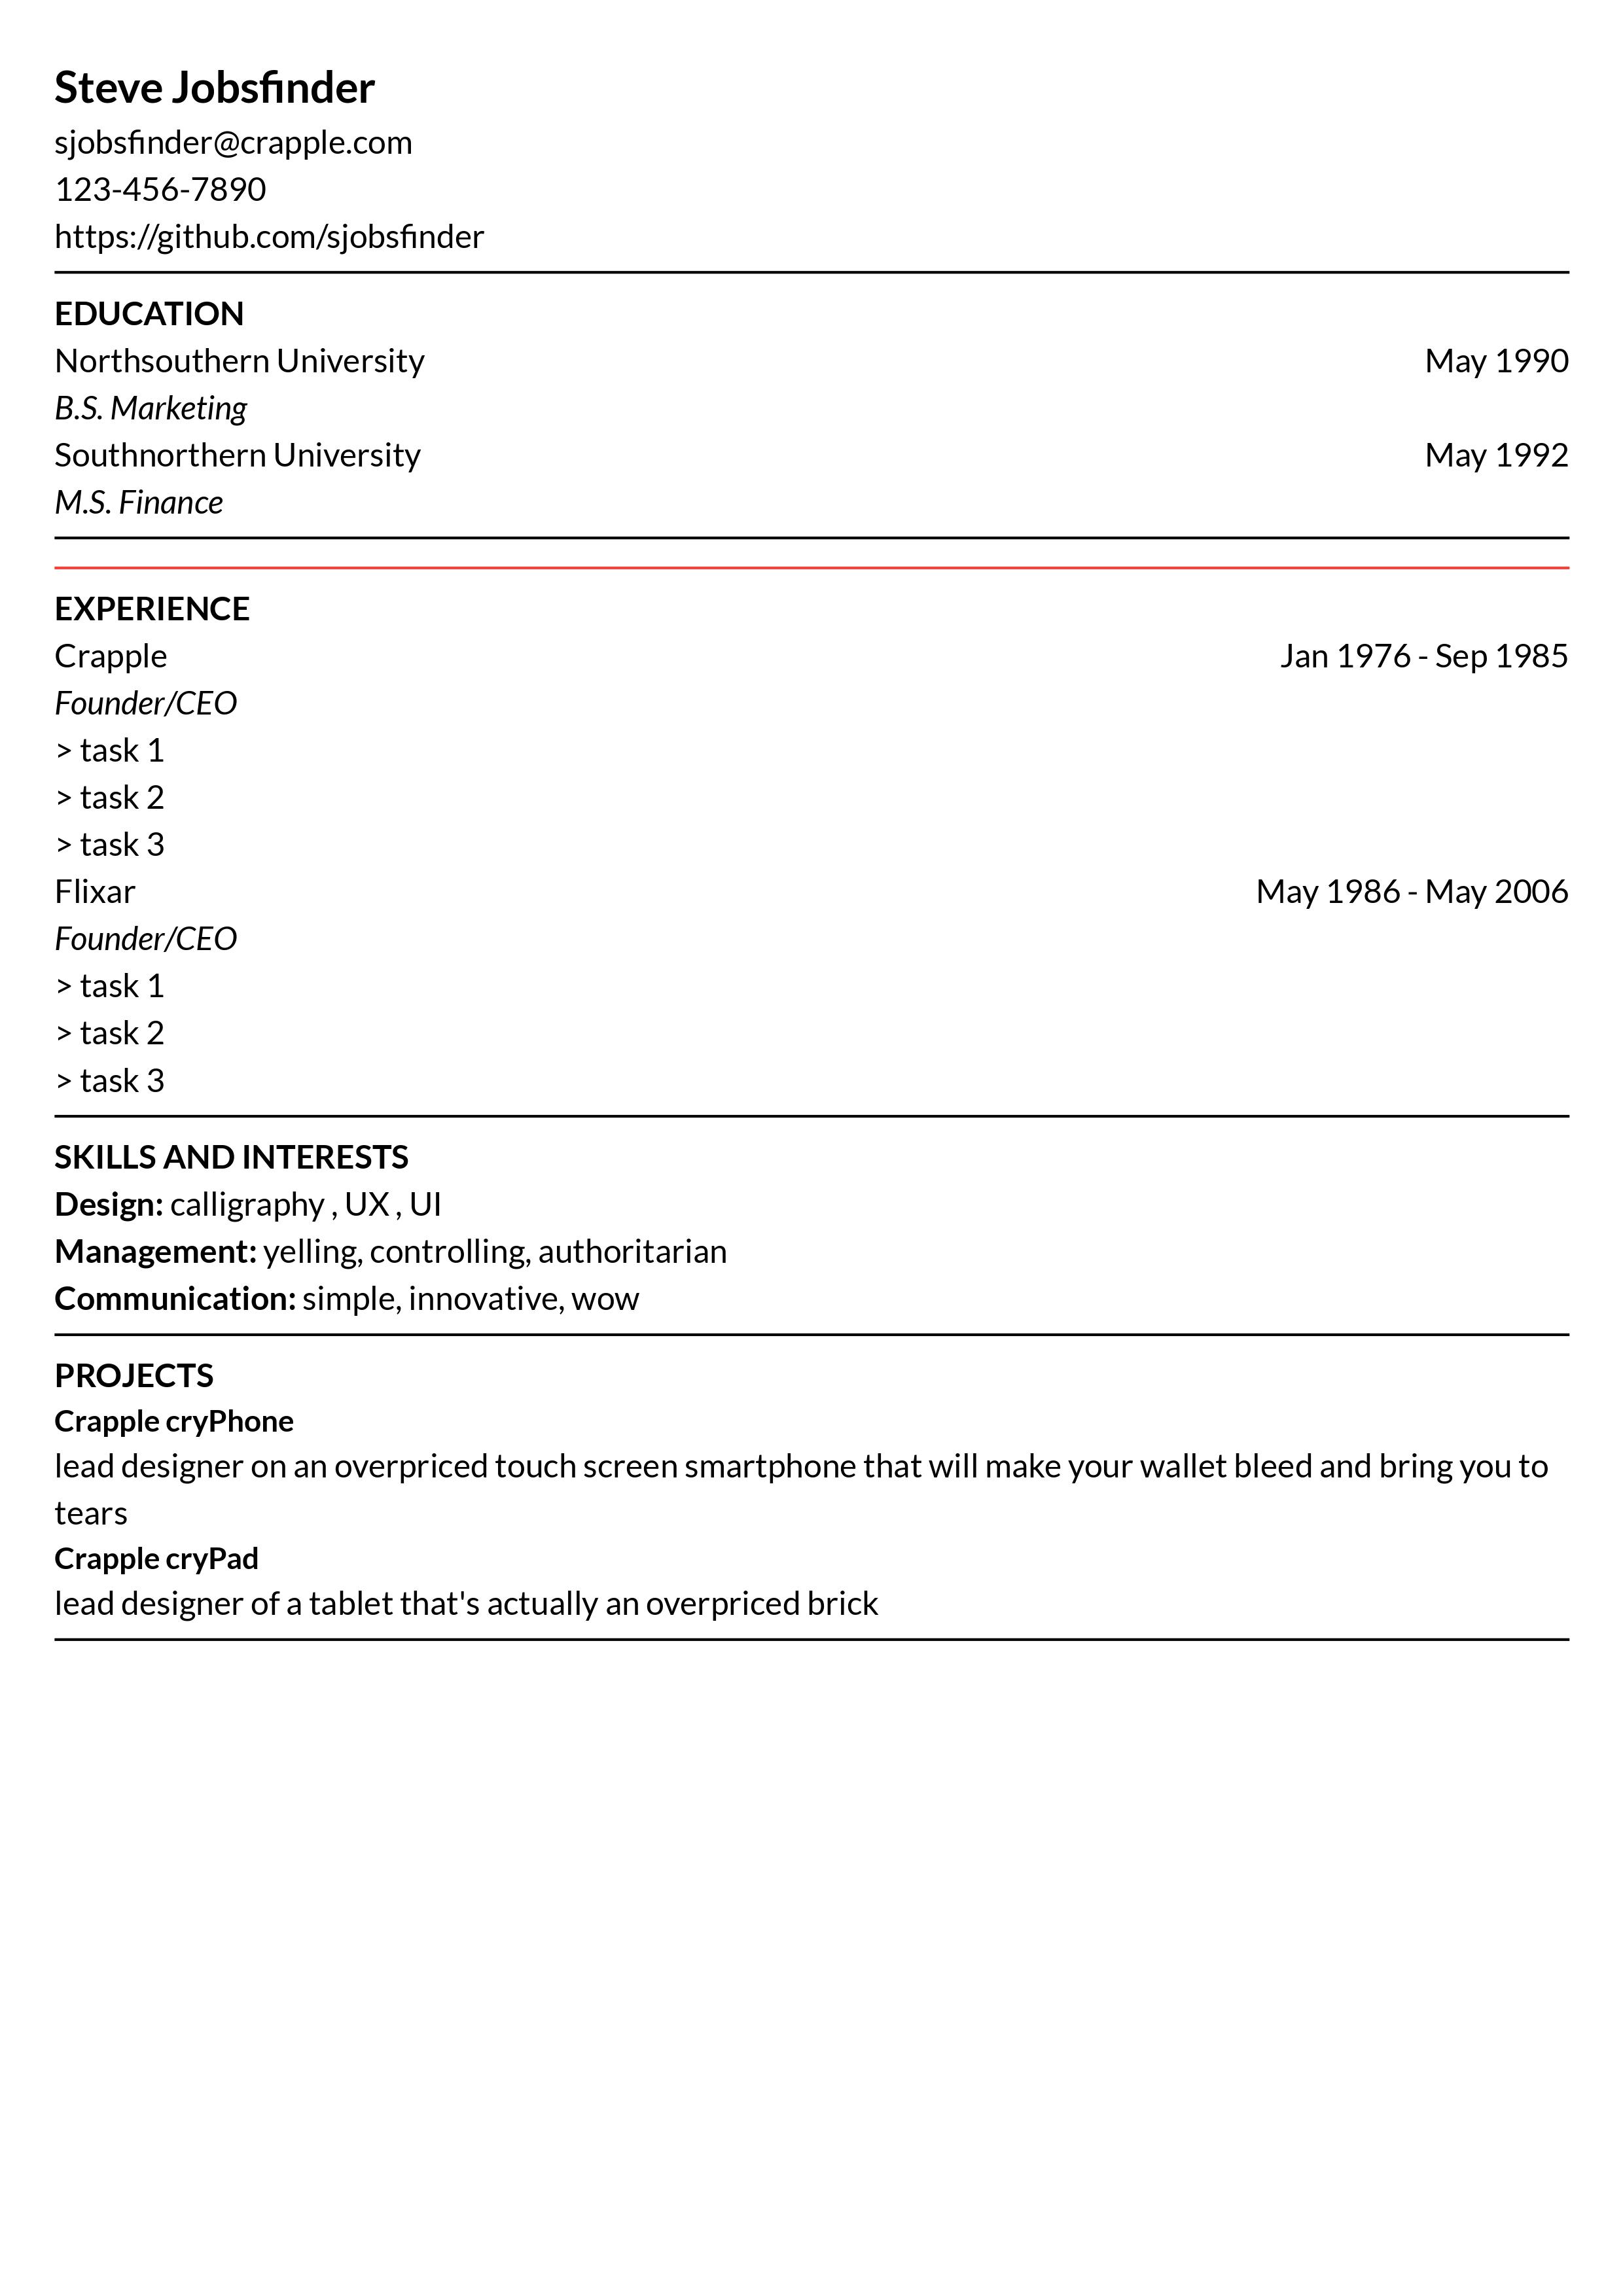 Steve Jobsfinder
sjobsfinder@crapple.com
123-456-7890
https://github.com/sjobsfinder
EDUCATION
Northsouthern University May 1990
B.S. Marketing
Southnorthern University May 1992
M.S. Finance
EXPERIENCE
Crapple Jan 1976 - Sep 1985
Founder/CEO
> task 1
> task 2
> task 3
Flixar May 1986 - May 2006
Founder/CEO
> task 1
> task 2
> task 3
SKILLS AND INTERESTS
Design: calligraphy , UX , UI
Management: yelling, controlling, authoritarian
Communication: simple, innovative, wow
PROJECTS
Crapple cryPhone
lead designer on an overpriced touch screen smartphone that will make your wallet bleed and bring you to
tears
Crapple cryPad
lead designer of a tablet that's actually an overpriced brick